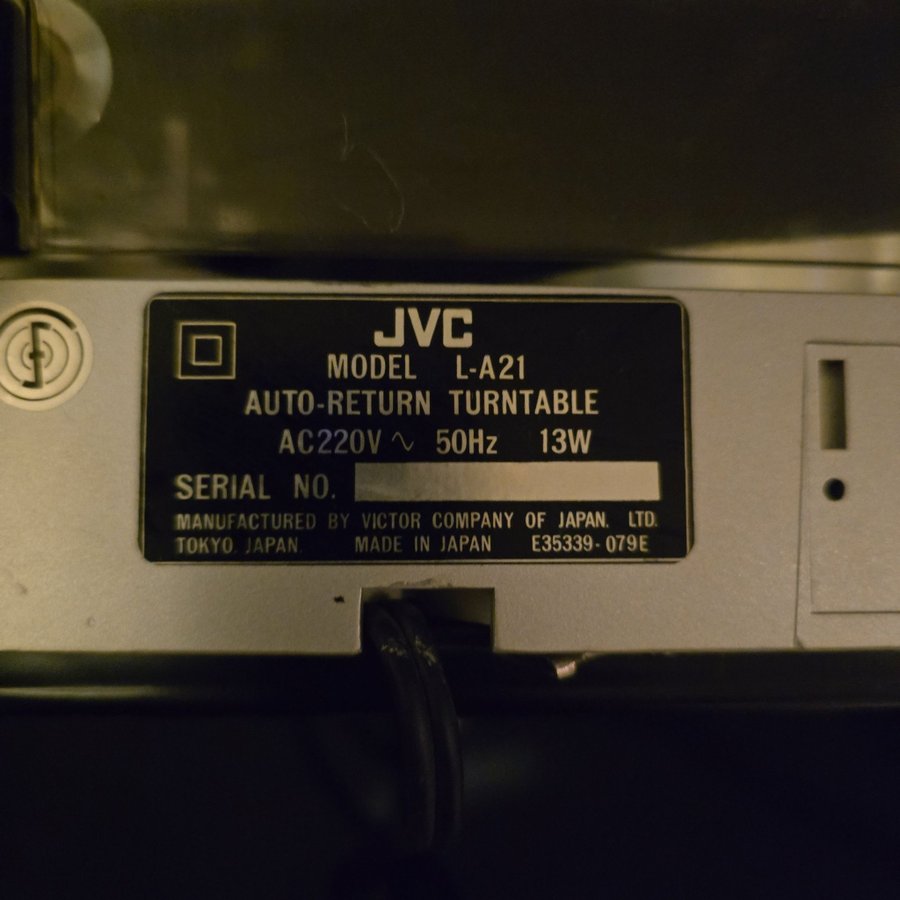 JVC
MODEL L-A21
AUTO-RETURN TURNTABLE
AC220V ∿ 50Hz 13W
SERIAL NO.
MANUFACTURED BY VICTOR COMPANY OF JAPAN. LTD.
TOKYO. JAPAN. MADE IN JAPAN E35339-079E